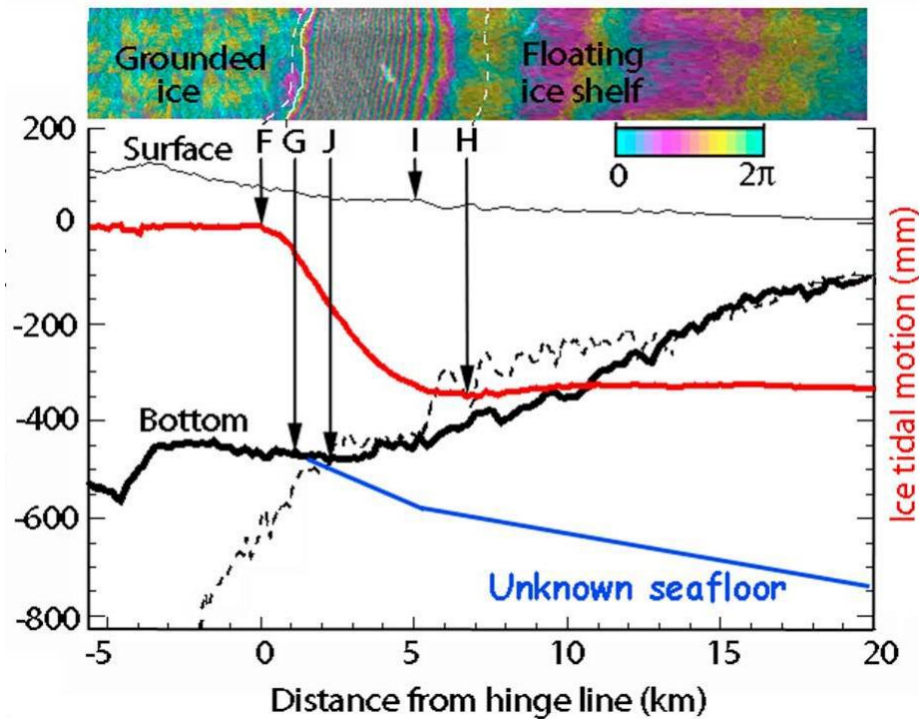 Grounded
ice
Floating
ice shelf
F G J I H
0 2π
Surface
Bottom
Unknown seafloor
200
0
-200
-400
-600
-800
-5 0 5 10 15 20
Distance from hinge line (km)
Ice tidal motion (mm)